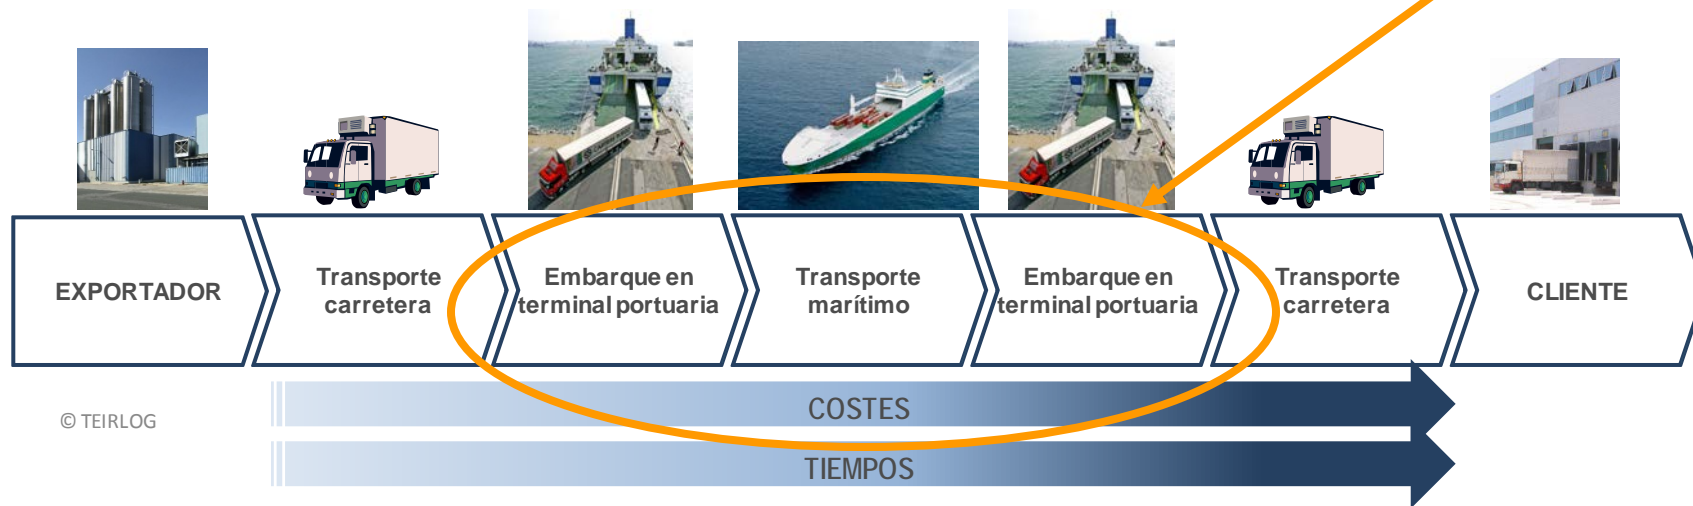 EXPORTADOR
Transporte
carretera
Embarque en
terminal portuaria
Transporte
marítimo
Embarque en
terminal portuaria
Transporte
carretera
CLIENTE
COSTES
© TEIRLOG
TIEMPOS